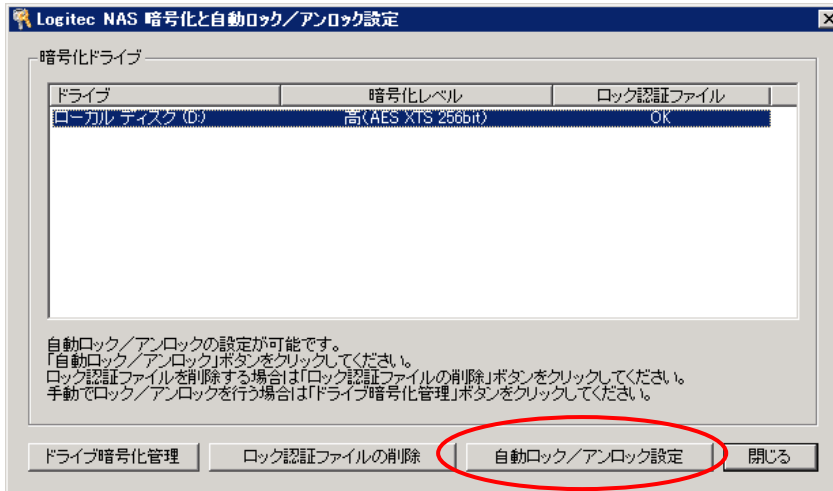 Logitec NAS 暗号化と自動ロック／アンロック設定
暗号化ドライブ
ドライブ 暗号化レベル ロック認証ファイル
ローカル ディスク (D:) 高(AES XTS 256bit) OK
自動ロック／アンロックの設定が可能です。
「自動ロック／アンロック」ボタンをクリックしてください。
ロック認証ファイルを削除する場合は「ロック認証ファイルの削除」ボタンをクリックしてください。
手動でロック／アンロックを行う場合は「ドライブ暗号化管理」ボタンをクリックしてください。
ドライブ暗号化管理 ロック認証ファイルの削除 自動ロック／アンロック設定 閉じる